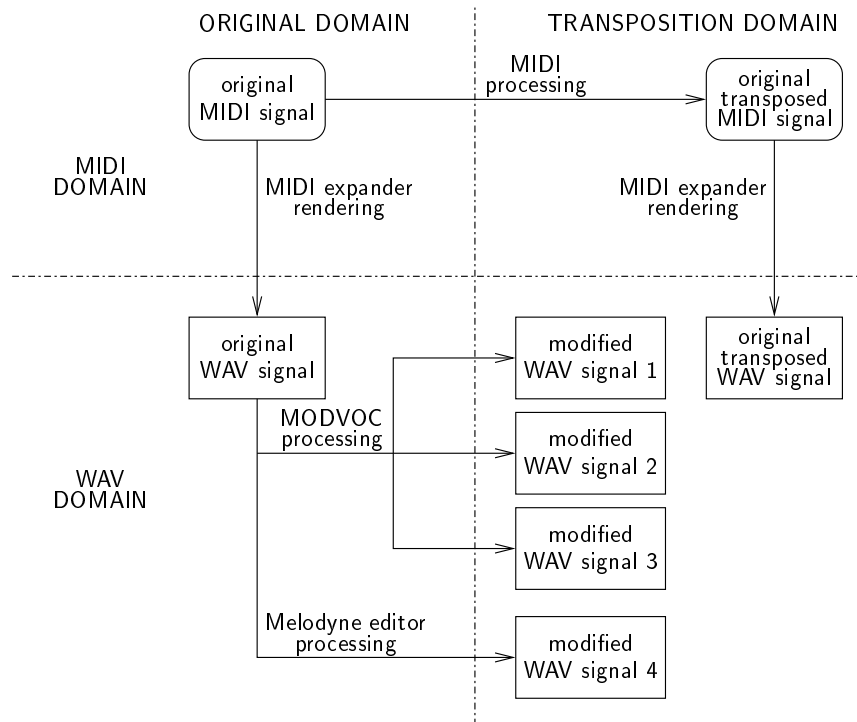 ORIGINAL DOMAIN
TRANSPOSITION DOMAIN
original
MIDI signal
MIDI
processing
original
transposed
MIDI signal
MIDI
DOMAIN
MIDI expander
rendering
MIDI expander
rendering
original
WAV signal
modified
WAV signal 1
original
transposed
WAV signal
MODVOC
processing
modified
WAV signal 2
WAV
DOMAIN
modified
WAV signal 3
Melodyne editor
processing
modified
WAV signal 4